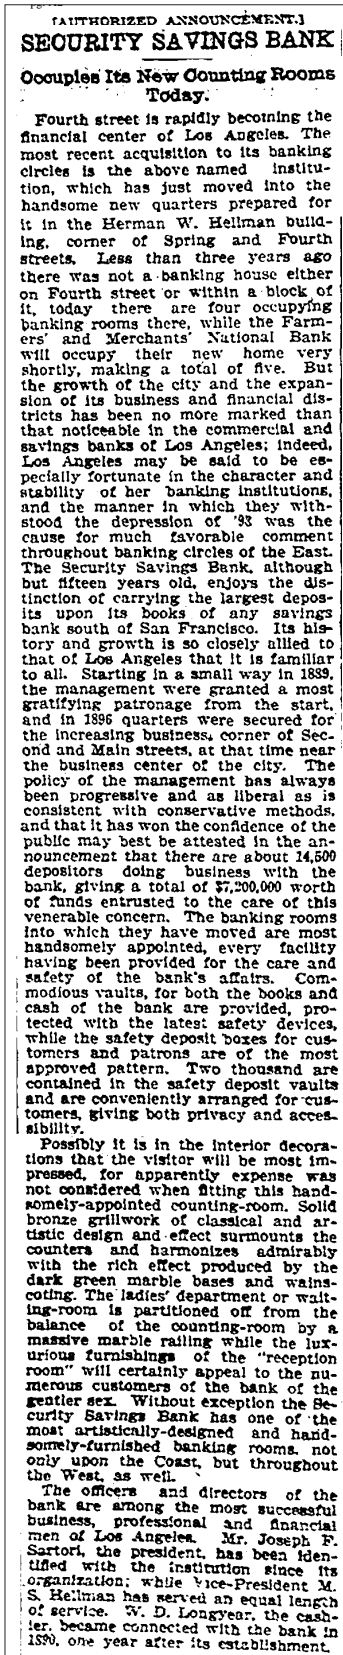 [AUTHORIZED ANNOUNCEMENT.]
SECURITY SAVINGS BANK
Occupies Its New Counting Rooms
Today.
Fourth street is rapidly becoming the
financial center of Los Angeles. The
most recent acquisition to its banking
circles is the above named institu-
tion, which has just moved into the
handsome new quarters prepared for
it in the Herman W. Hellman build-
ing, corner of Spring and Fourth
streets. Less than three years ago
there was not a banking house either
on Fourth street or within a block of
it, today there are four occupying
banking rooms there, while the Farm-
ers' and Merchants' National Bank
will occupy their new home very
shortly, making a total of five. But
the growth of the city and the expan-
sion of its business and financial dis-
tricts has been no more marked than
that noticeable in the commercial and
savings banks of Los Angeles; indeed,
Los Angeles may be said to be es-
pecially fortunate in the character and
stability of her banking institutions,
and the manner in which they with-
stood the depression of '93 was the
cause for much favorable comment
throughout banking circles of the East.
The Security Savings Bank, although
but fifteen years old, enjoys the dis-
tinction of carrying the largest depos-
its upon its books of any savings
bank south of San Francisco. Its his-
tory and growth is so closely allied to
that of Los Angeles that it is familiar
to all. Starting in a small way in 1889,
the management were granted a most
gratifying patronage from the start,
and in 1896 quarters were secured for
the increasing business, corner of Sec-
ond and Main streets, at that time near
the business center of the city. The
policy of the management has always
been progressive and as liberal as is
consistent with conservative methods,
and that it has won the confidence of the
public may best be attested in the an-
nouncement that there are about 14,500
depositors doing business with the
bank, giving a total of $7,200,000 worth
of funds entrusted to the care of this
venerable concern. The banking rooms
into which they have moved are most
handsomely appointed, every facility
having been provided for the care and
safety of the bank's affairs. Com-
modious vaults, for both the books and
cash of the bank are provided, pro-
tected with the latest safety devices,
while the safety deposit boxes for cus-
tomers and patrons are of the most
approved pattern. Two thousand are
contained in the safety deposit vaults
and are conveniently arranged for cus-
tomers, giving both privacy and acces-
sibility.
Possibly it is in the interior decora-
tions that the visitor will be most im-
pressed, for apparently expense was
not considered when fitting this hand-
somely-appointed counting-room. Solid
bronze grillwork of classical and ar-
tistic design and effect surmounts the
counters and harmonizes admirably
with the rich effect produced by the
dark green marble bases and wains-
coting. The ladies' department or wait-
ing-room is partitioned off from the
balance of the counting-room by a
massive marble railing while the lux-
urious furnishings of the "reception
room" will certainly appeal to the nu-
merous customers of the bank of the
gentler sex. Without exception the Se-
curity Savings Bank has one of the
most artistically-designed and hand-
somely-furnished banking rooms, not
only upon the Coast, but throughout
the West, as well.
The officers and directors of the
bank are among the most successful
business, professional and financial
men of Los Angeles. Mr. Joseph F.
Sartori, the president, has been iden-
tified with the institution since its
organization; while Vice-President M.
S. Hellman has served an equal length
of service. W. D. Longyear, the cash-
ier, became connected with the bank in
1890, one year after its establishment.